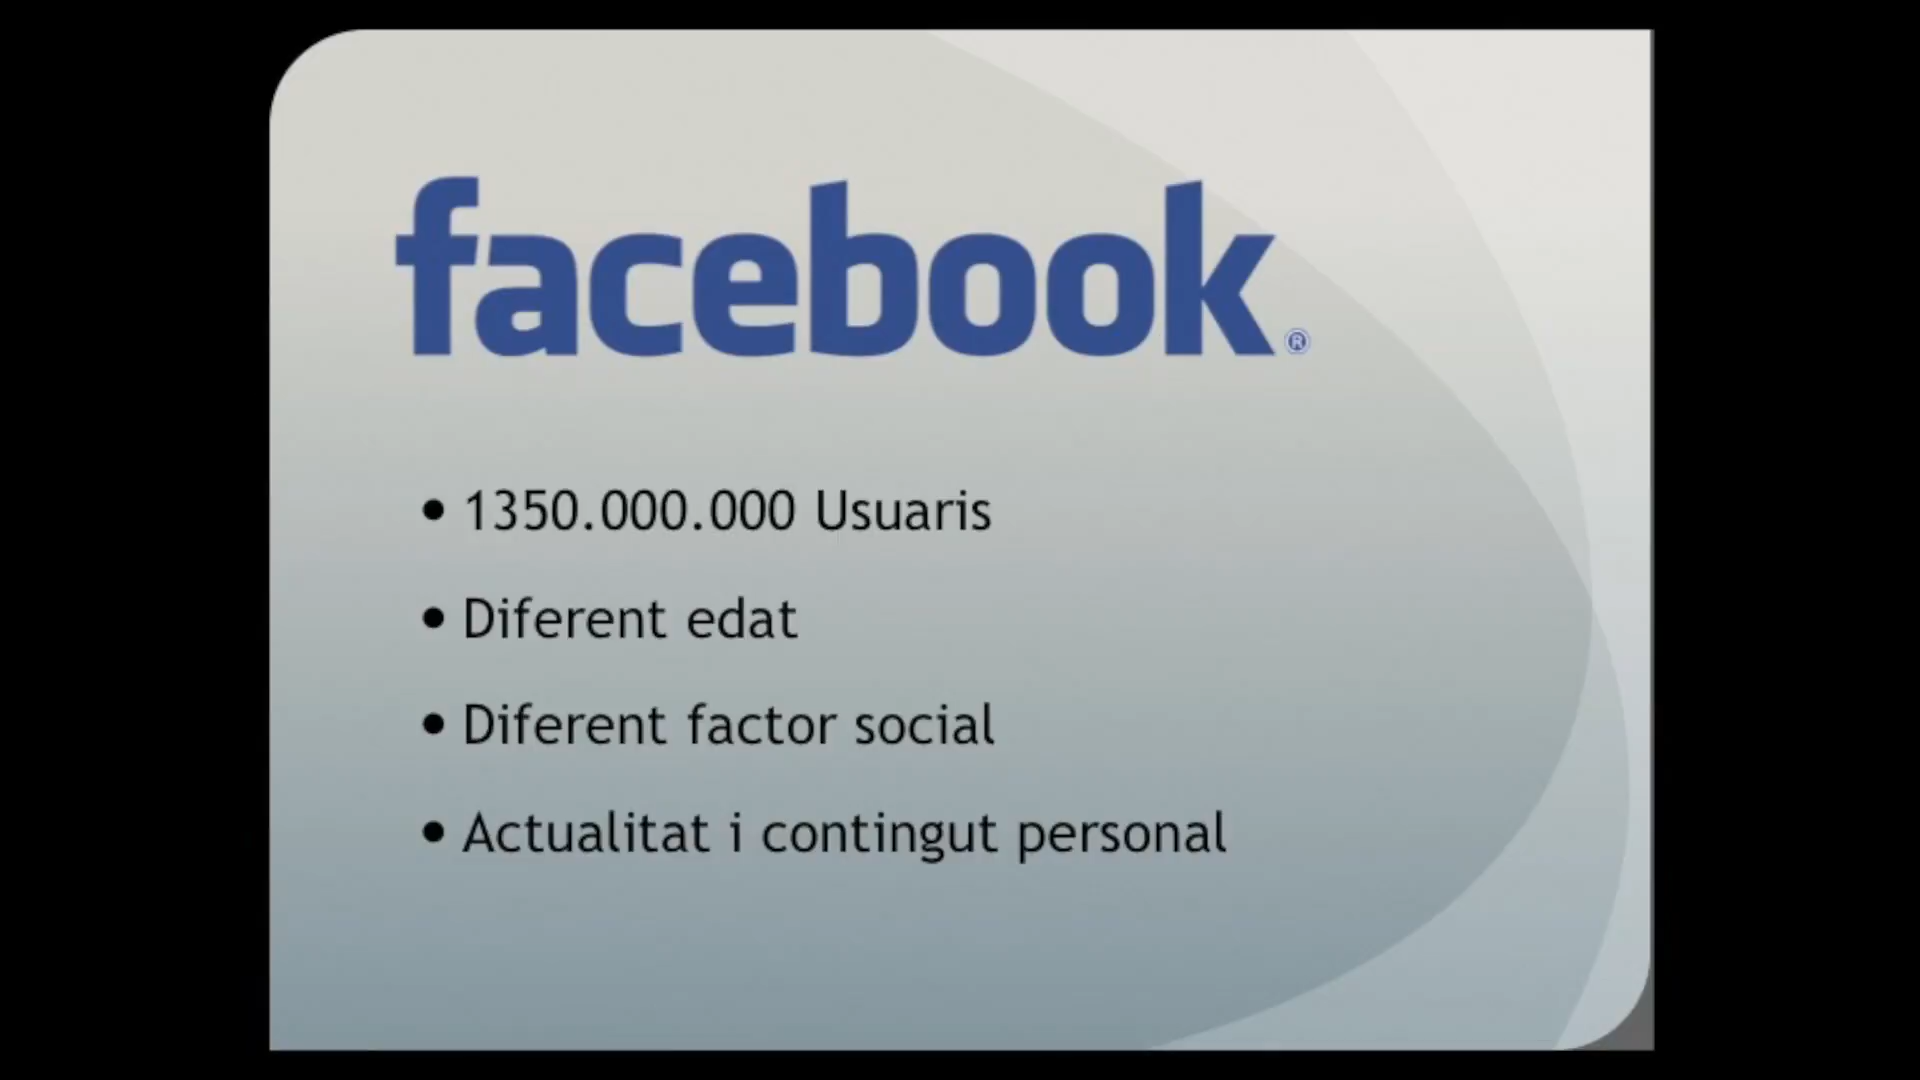 facebook®
• 1350.000.000 Usuaris
• Diferent edat
• Diferent factor social
• Actualitat i contingut personal